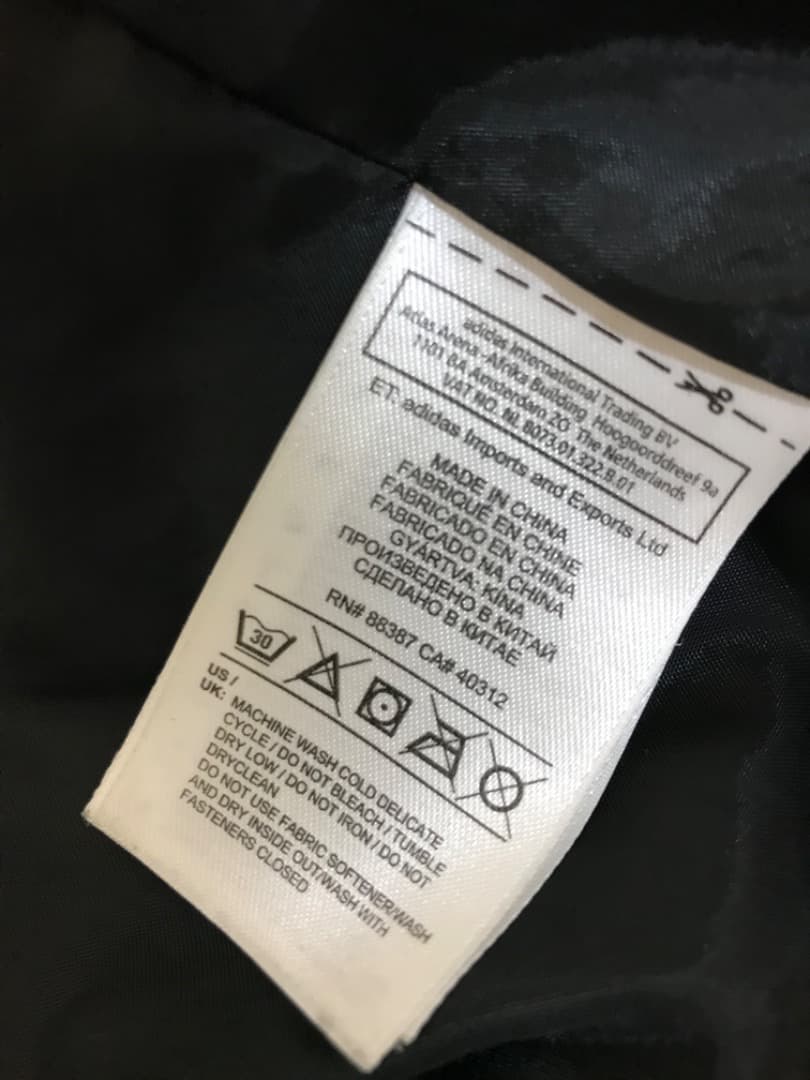 adidas International Trading BV
Atlas Arena -Afrika Building Hoogoorddreef 9a
1101 BA Amsterdam ZO The Netherlands
VAT NO. NL 8073.01.322.B.01
ET: adidas Imports and Exports Ltd
MADE IN CHINA
FABRIQUÉ EN CHINE
FABRICADO EN CHINA
FABRICADO NA CHINA
GYÁRTVA: KÍNA
ПРОИЗВЕДЕНО В КИТАЙ
СДЕЛАНО В КИТАЕ
RN# 88387 CA# 40312
30
US /
UK: MACHINE WASH COLD DELICATE
CYCLE / DO NOT BLEACH / TUMBLE
DRY LOW / DO NOT IRON / DO NOT
DRYCLEAN
DO NOT USE FABRIC SOFTENER/WASH
AND DRY INSIDE OUT/WASH WITH
FASTENERS CLOSED